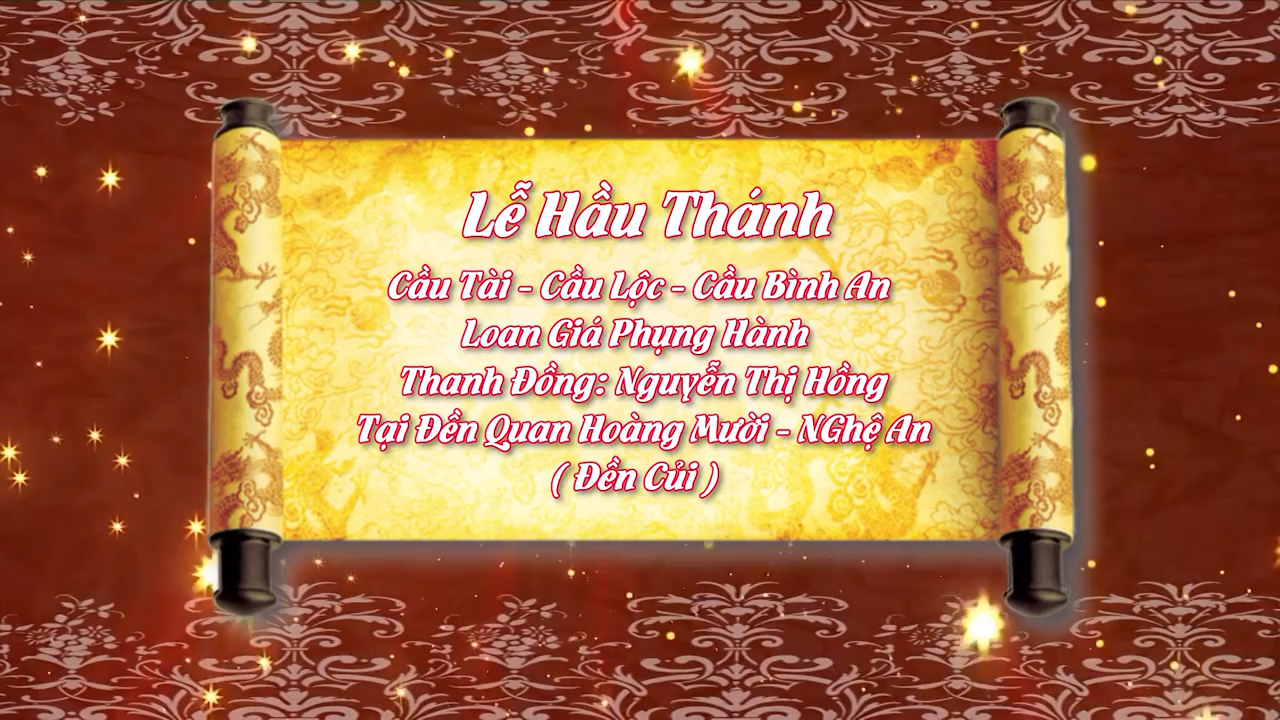 Lễ Hầu Thánh
Cầu Tài - Cầu Lộc - Cầu Bình An
Loan Giá Phụng Hành
Thanh Đồng: Nguyễn Thị Hồng
Tại Đền Quan Hoàng Mười - NGhệ An
( Đền Củi )